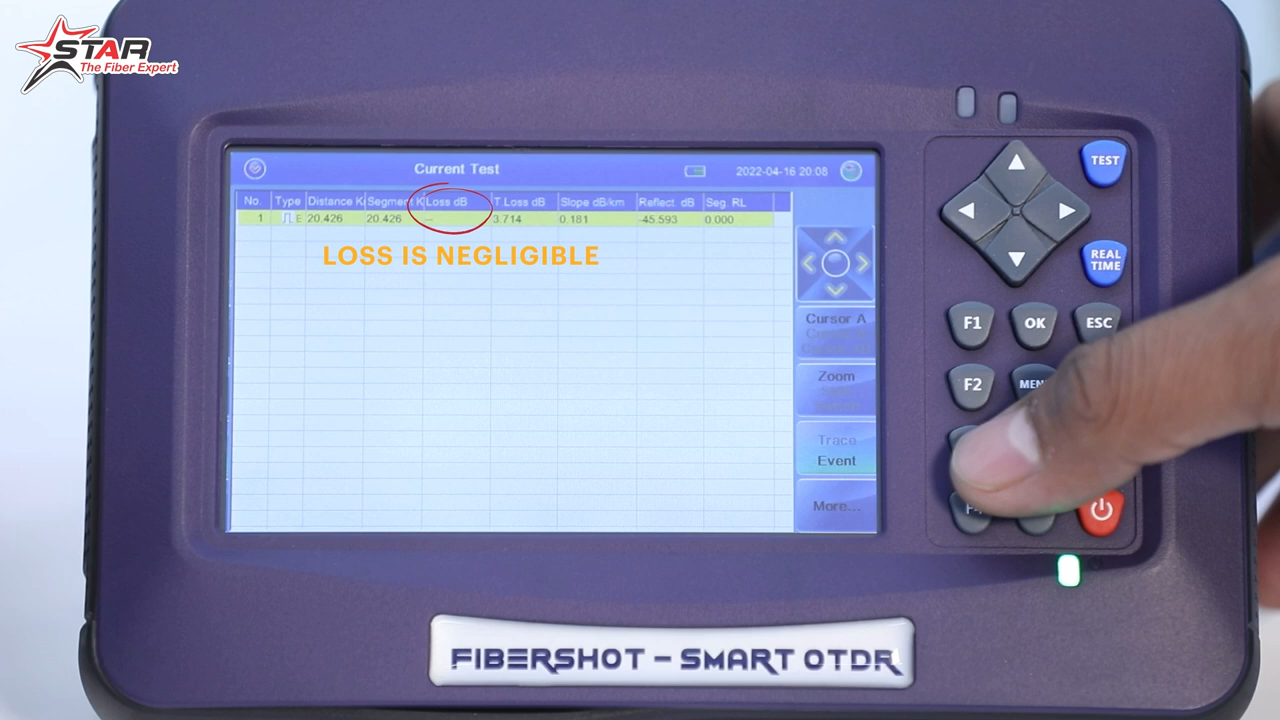 STAR
The Fiber Expert
Current Test
2022-04-16 20:08
No. Type Distance K Segment K Loss dB T.Loss dB Slope dB/km Reflect. dB Seg. RL
1 E 20.426 20.426 -- 3.714 0.181 -45.593 0.000
LOSS IS NEGLIGIBLE
Cursor A
Zoom
Trace
Event
More...
TEST
REAL
TIME
F1 OK ESC
F2
FIBERSHOT - SMART OTDR